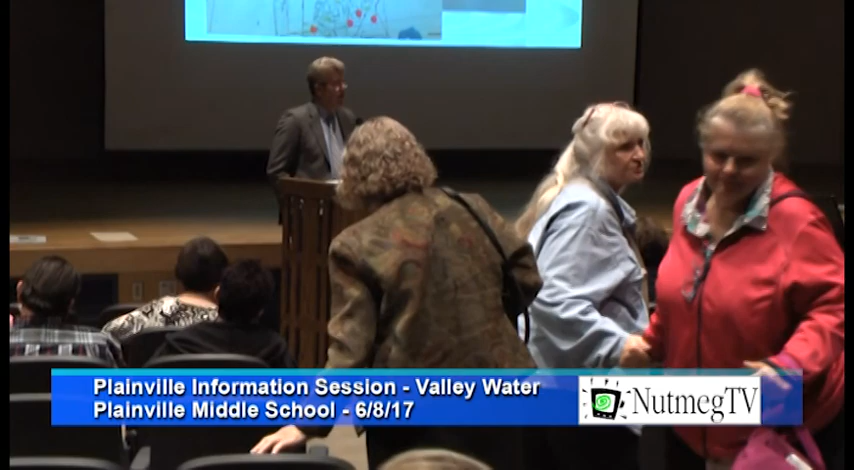 Plainville Information Session - Valley Water
Plainville Middle School - 6/8/17
NutmegTV